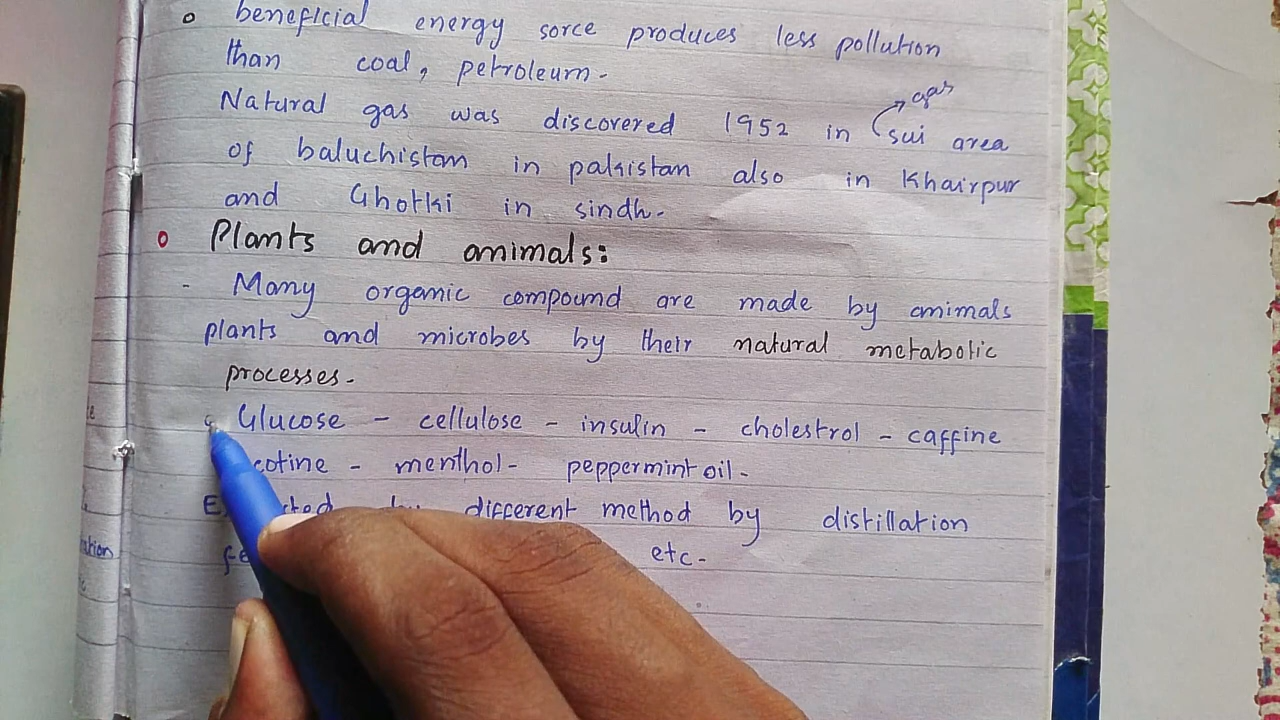 beneficial energy sorce produces less pollution
than coal, petroleum.
gas
Natural gas was discovered 1952 in sui area
of baluchistan in pakistan also in Khairpur
and Ghotki in sindh.
Plants and animals:
- Many organic compound are made by animals
plants and microbes by their natural metabolic
processes.
Glucose - cellulose - insulin - cholestrol - caffine
menthol - peppermint oil -
different method by distillation
etc -